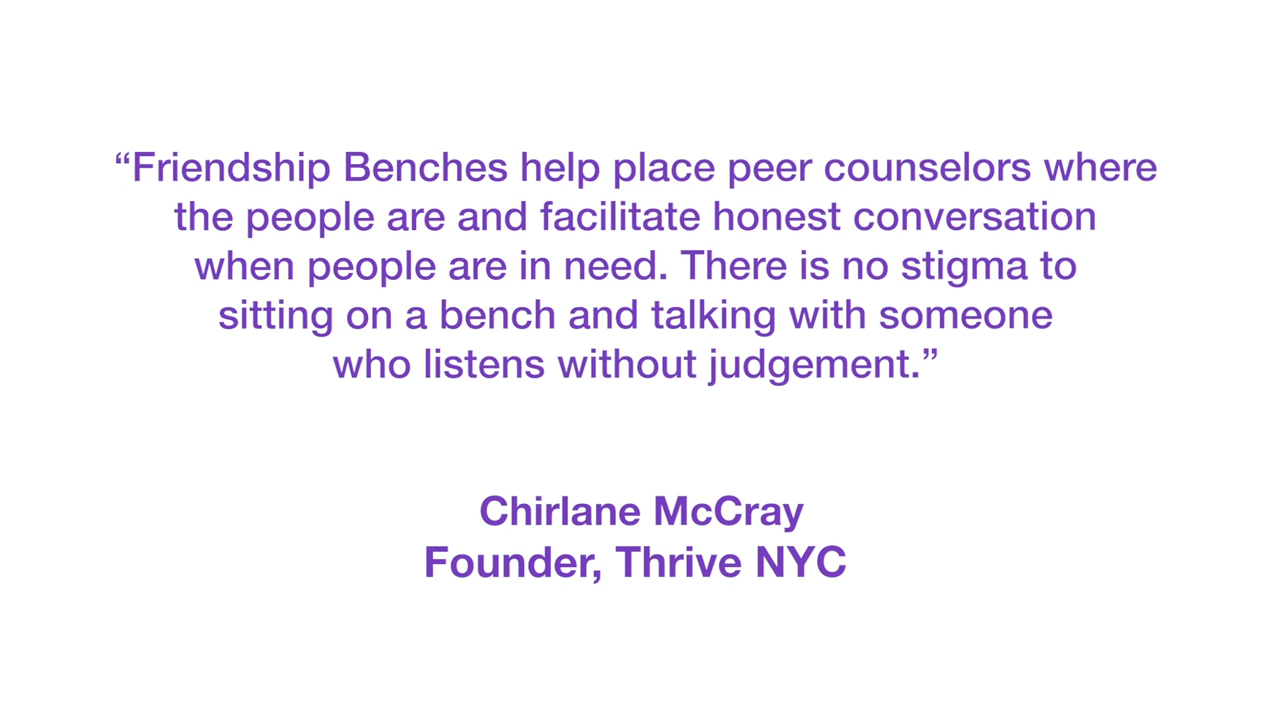 “Friendship Benches help place peer counselors where
the people are and facilitate honest conversation
when people are in need. There is no stigma to
sitting on a bench and talking with someone
who listens without judgement.”
Chirlane McCray
Founder, Thrive NYC